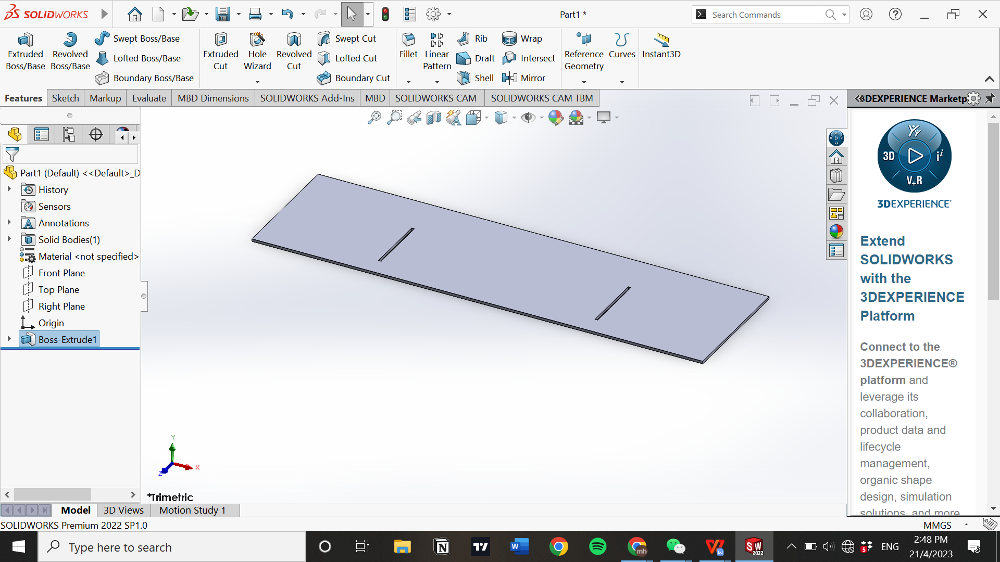 SOLIDWORKS
Part1 *
Search Commands
Extruded Boss/Base
Revolved Boss/Base
Swept Boss/Base
Lofted Boss/Base
Boundary Boss/Base
Extruded Cut
Hole Wizard
Revolved Cut
Swept Cut
Lofted Cut
Boundary Cut
Fillet
Linear Pattern
Rib
Draft
Shell
Wrap
Intersect
Mirror
Reference Geometry
Curves
Instant3D
Features
Sketch
Markup
Evaluate
MBD Dimensions
SOLIDWORKS Add-Ins
MBD
SOLIDWORKS CAM
SOLIDWORKS CAM TBM
3DEXPERIENCE Marketp
Part1 (Default) <<Default>_D
History
Sensors
Annotations
Solid Bodies(1)
Material <not specified>
Front Plane
Top Plane
Right Plane
Origin
Boss-Extrude1
Y
X
Z
*Trimetric
3D
V+R
3DEXPERIENCE
Extend
SOLIDWORKS
with the
3DEXPERIENCE
Platform
Connect to the
3DEXPERIENCE®
platform and
leverage its
collaboration,
product data and
lifecycle
management,
organic shape
design, simulation
solutions, and more
Model
3D Views
Motion Study 1
SOLIDWORKS Premium 2022 SP1.0
MMGS
Type here to search
mh
SW
2022
5
ENG
2:48 PM
21/4/2023